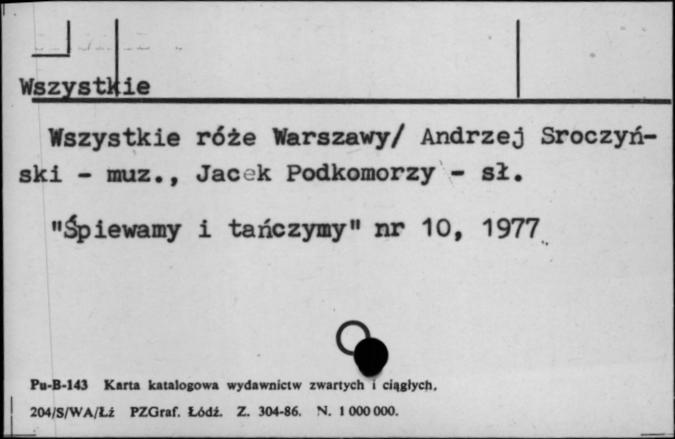 Wszystkie
Wszystkie róże Warszawy/ Andrzej Sroczyń-
ski - muz., Jacek Podkomorzy - sł.
"Śpiewamy i tańczymy" nr 10, 1977
Pu-B-143 Karta katalogowa wydawnictw zwartych i ciągłych.
204/S/WA/Łź PZGraf. Łódź. Z. 304-86. N. 1 000 000.